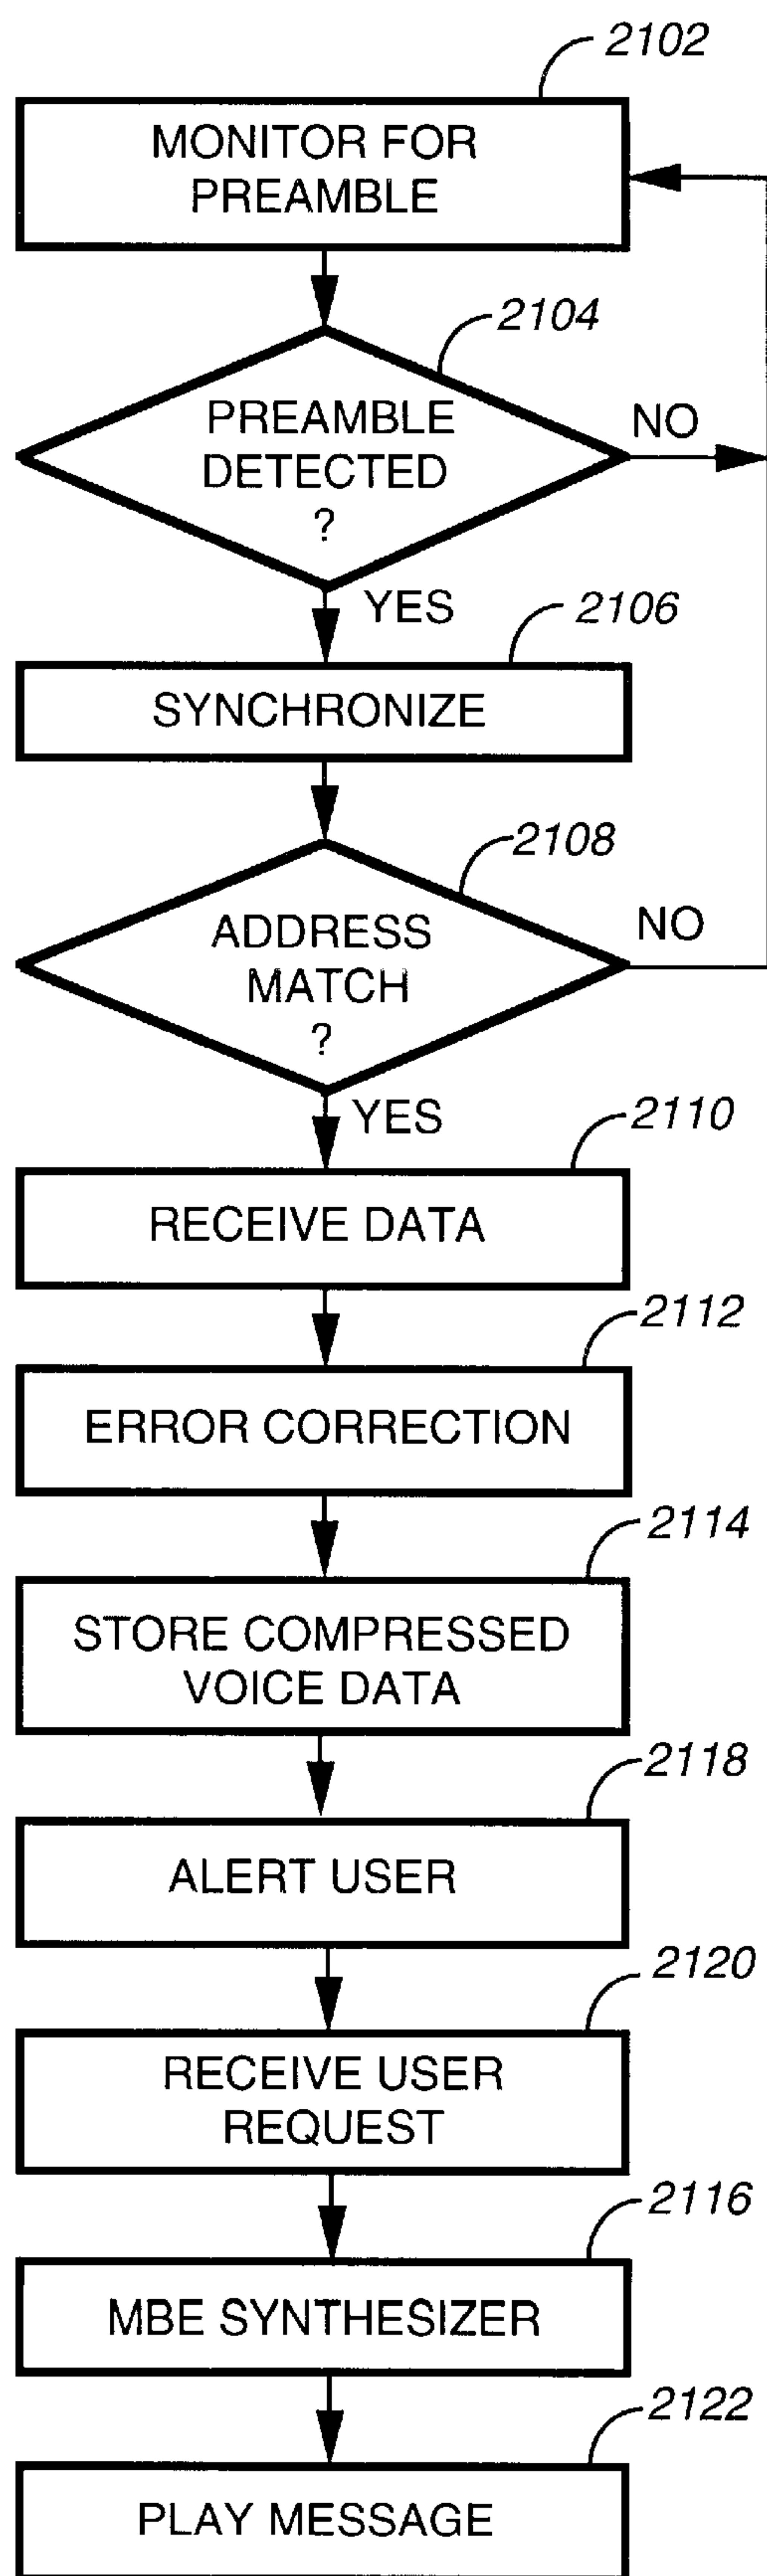 2102
MONITOR FOR
PREAMBLE
2104
PREAMBLE
DETECTED
?
NO
YES
2106
SYNCHRONIZE
2108
ADDRESS
MATCH
?
NO
YES
2110
RECEIVE DATA
2112
ERROR CORRECTION
2114
STORE COMPRESSED
VOICE DATA
2118
ALERT USER
2120
RECEIVE USER
REQUEST
2116
MBE SYNTHESIZER
2122
PLAY MESSAGE